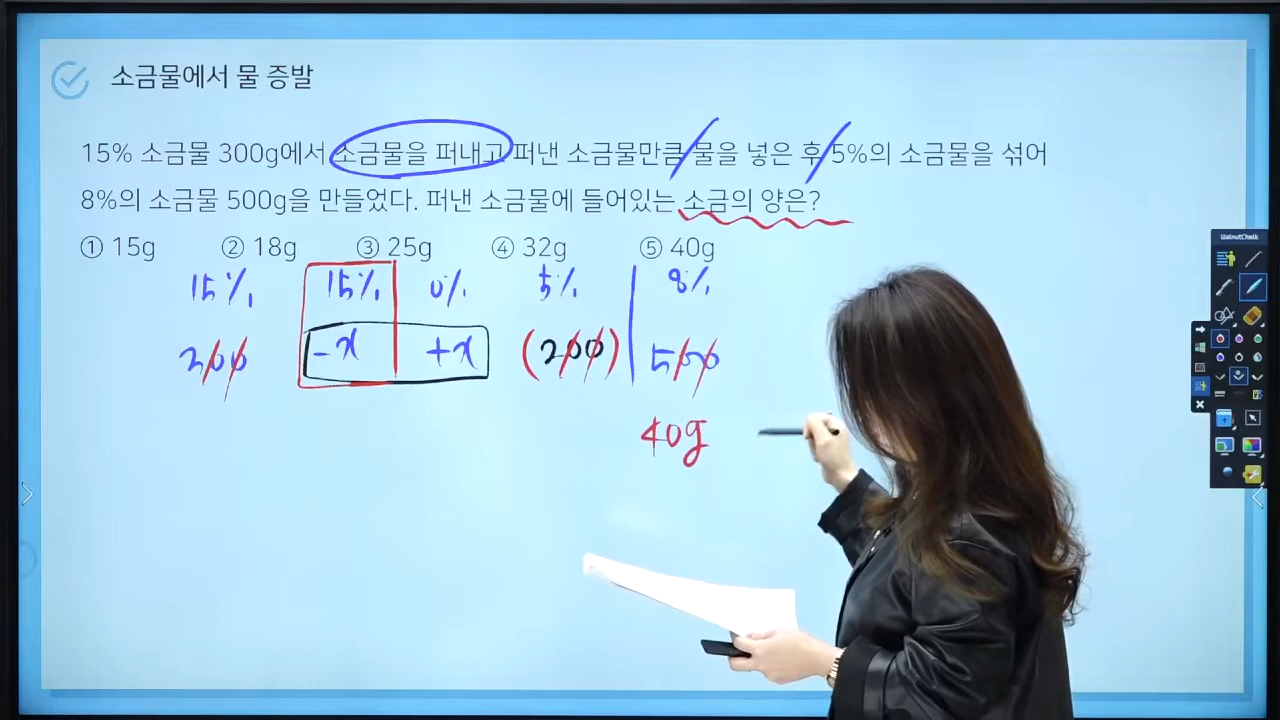 소금물에서 물 증발
15% 소금물 300g에서 소금물을 퍼내고 퍼낸 소금물만큼 물을 넣은 후 5%의 소금물을 섞어
8%의 소금물 500g을 만들었다. 퍼낸 소금물에 들어있는 소금의 양은?
① 15g ② 18g ③ 25g ④ 32g ⑤ 40g
15% 15% 0% 5% 8%
300 -x +x (200) 500
40g
WalnutChalk